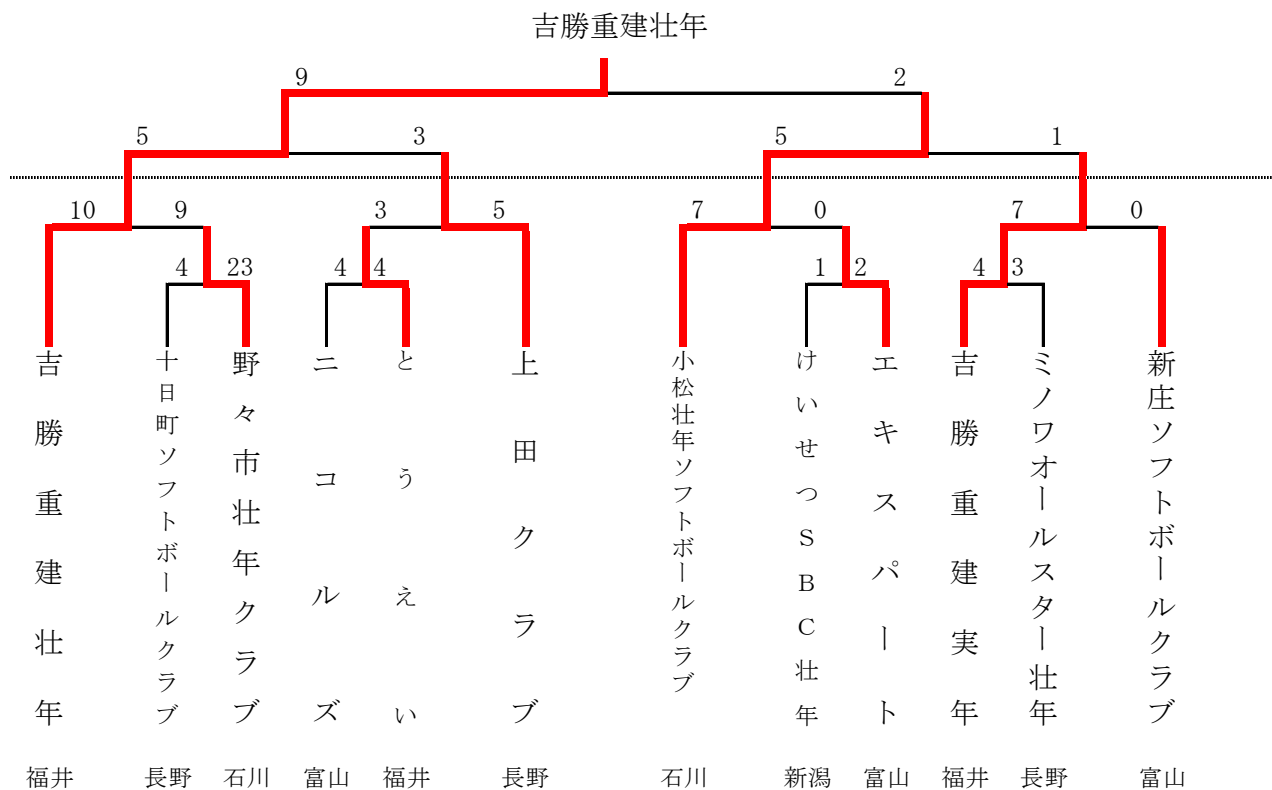 吉勝重建壮年
9 2
5 3 5 1
10 9 3 5 7 0 7 0
4 23 4 4 1 2 4 3
吉勝重建壮年
十日町ソフトボールクラブ
野々市壮年クラブ
ニコルズ
とうえい
上田クラブ
小松壮年ソフトボールクラブ
けいせつSBC壮年
エキスパート
吉勝重建実年
ミノワオールスター壮年
新庄ソフトボールクラブ
福井 長野 石川 富山 福井 長野 石川 新潟 富山 福井 長野 富山